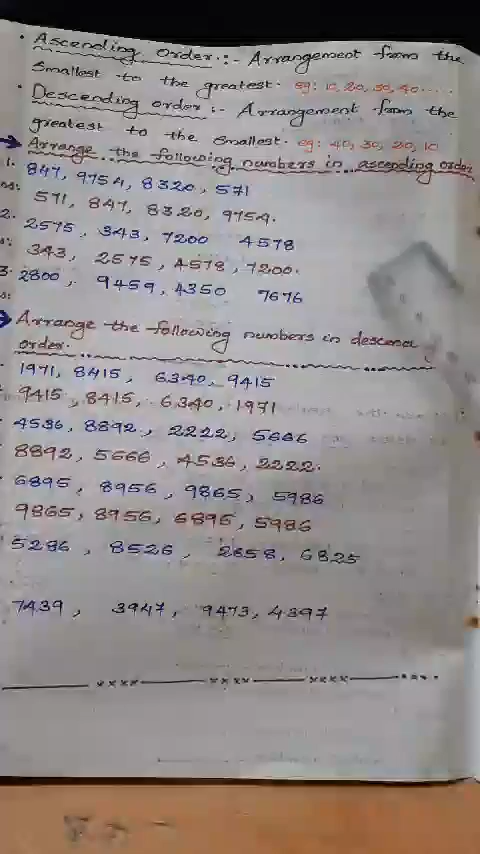 • Ascending Order :- Arrangement from the
Smallest to the greatest. eg: 10, 20, 30, 40.....
• Descending order :- Arrangement from the
greatest to the smallest. eg: 40, 30, 20, 10
→ Arrange the following numbers in ascending order
1. 847, 9754, 8320, 571
ns: 571, 847, 8320, 9754.
2. 2575, 343, 7200 4578
s: 343, 2575, 4578, 7200.
3. 2800, 9459, 4350 7676
s:
→ Arrange the following numbers in descen
order.
1971, 8415, 6340, 9415
9415, 8415, 6340, 1971
4536, 8892, 2222, 5666
8892, 5666, 4536, 2222.
6895, 8956, 9865, 5986
9865, 8956, 6895, 5986
5286, 8526, 2658, 6825
7439, 3947, 9473, 4397